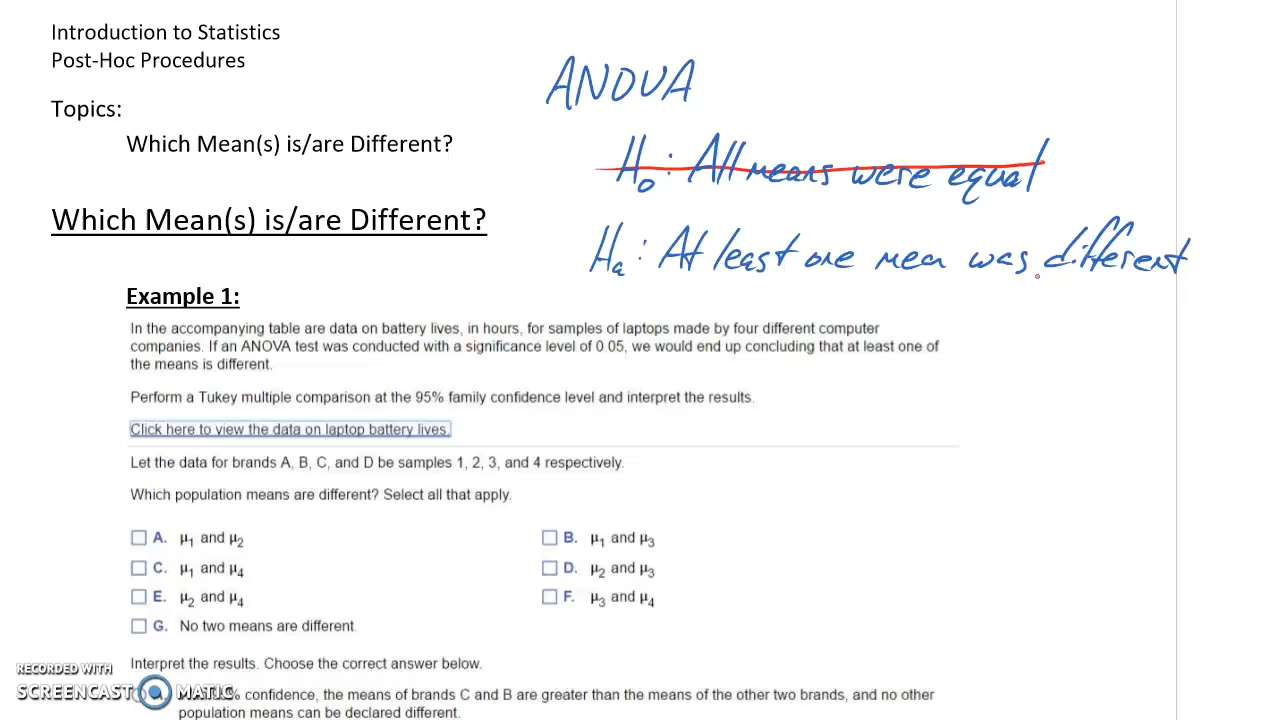 Introduction to Statistics
Post-Hoc Procedures
ANOVA
Topics:
Which Mean(s) is/are Different?
H0: All means were equal
Which Mean(s) is/are Different?
Ha: At least one mean was different
Example 1:
In the accompanying table are data on battery lives, in hours, for samples of laptops made by four different computer
companies. If an ANOVA test was conducted with a significance level of 0 05, we would end up concluding that at least one of
the means is different.
Perform a Tukey multiple comparison at the 95% family confidence level and interpret the results.
Click here to view the data on laptop battery lives.
Let the data for brands A, B, C, and D be samples 1, 2, 3, and 4 respectively.
Which population means are different? Select all that apply.
A. μ1 and μ2
B. μ1 and μ3
C. μ1 and μ4
D. μ2 and μ3
E. μ2 and μ4
F. μ3 and μ4
G. No two means are different.
Interpret the results. Choose the correct answer below.
RECORDED WITH
SCREENCAST MATIC
% confidence, the means of brands C and B are greater than the means of the other two brands, and no other
population means can be declared different.